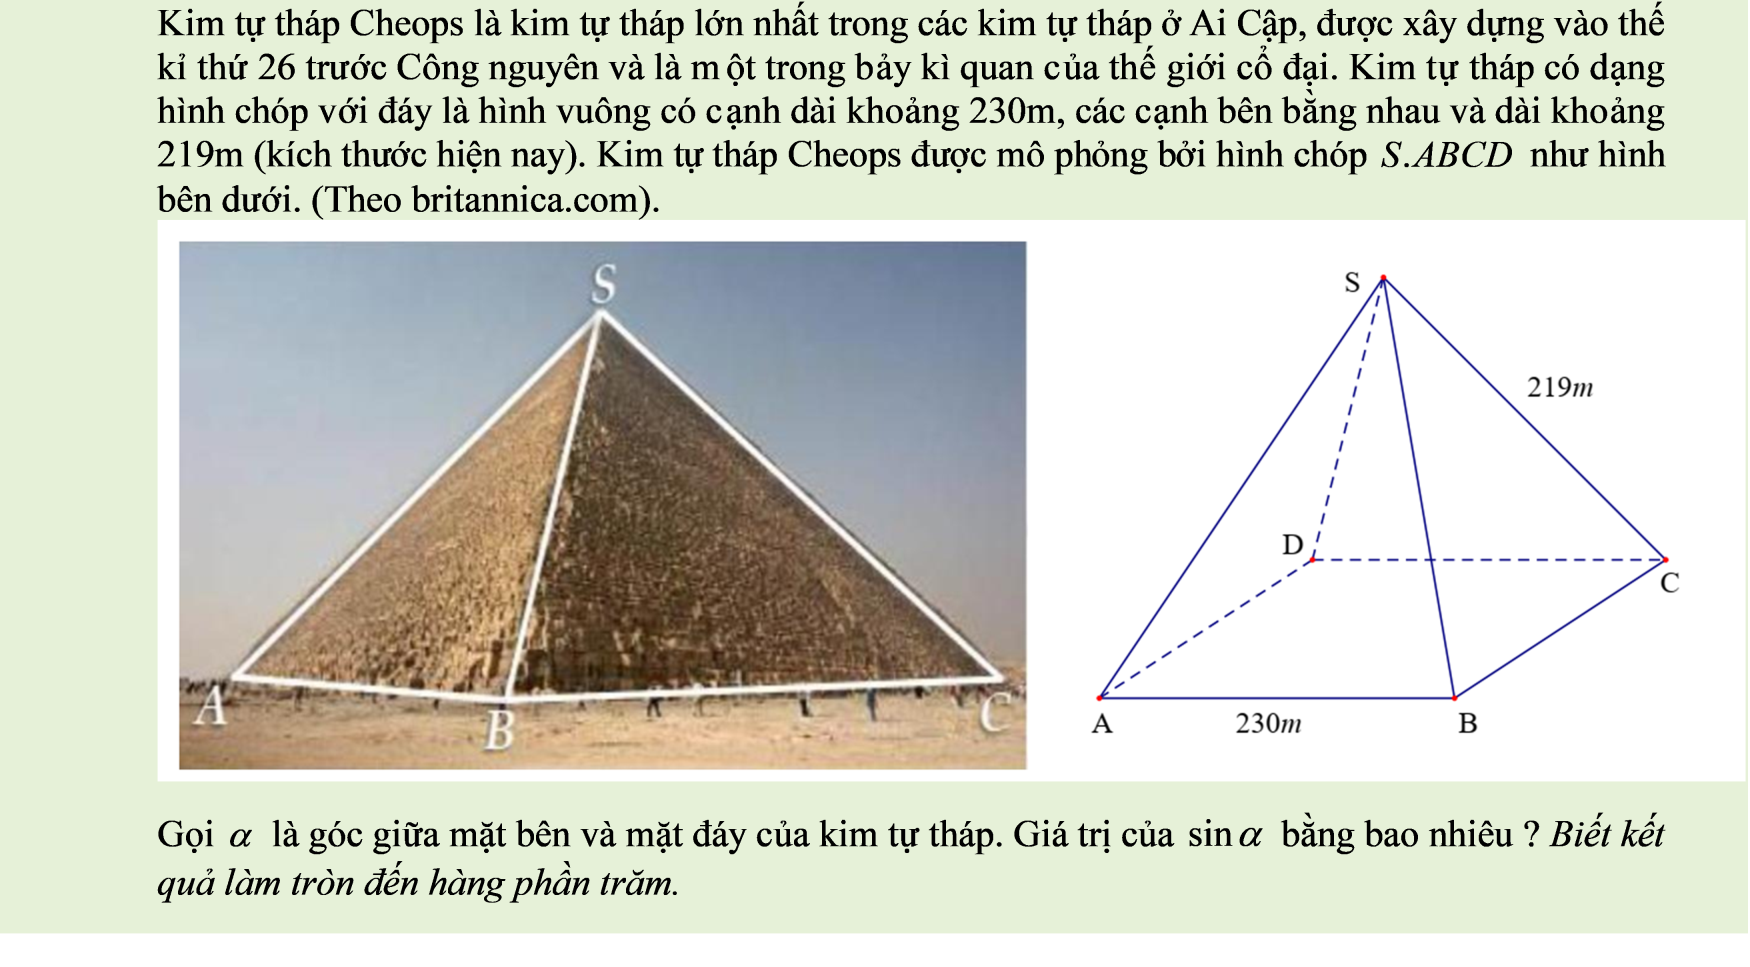 Kim tự tháp Cheops là kim tự tháp lớn nhất trong các kim tự tháp ở Ai Cập, được xây dựng vào thế
kỉ thứ 26 trước Công nguyên và là một trong bảy kì quan của thế giới cổ đại. Kim tự tháp có dạng
hình chóp với đáy là hình vuông có cạnh dài khoảng 230m, các cạnh bên bằng nhau và dài khoảng
219m (kích thước hiện nay). Kim tự tháp Cheops được mô phỏng bởi hình chóp S.ABCD như hình
bên dưới. (Theo britannica.com).
S
A
B
C
S
219m
D
C
A
230m
B
Gọi α là góc giữa mặt bên và mặt đáy của kim tự tháp. Giá trị của sin α bằng bao nhiêu ? Biết kết
quả làm tròn đến hàng phần trăm.